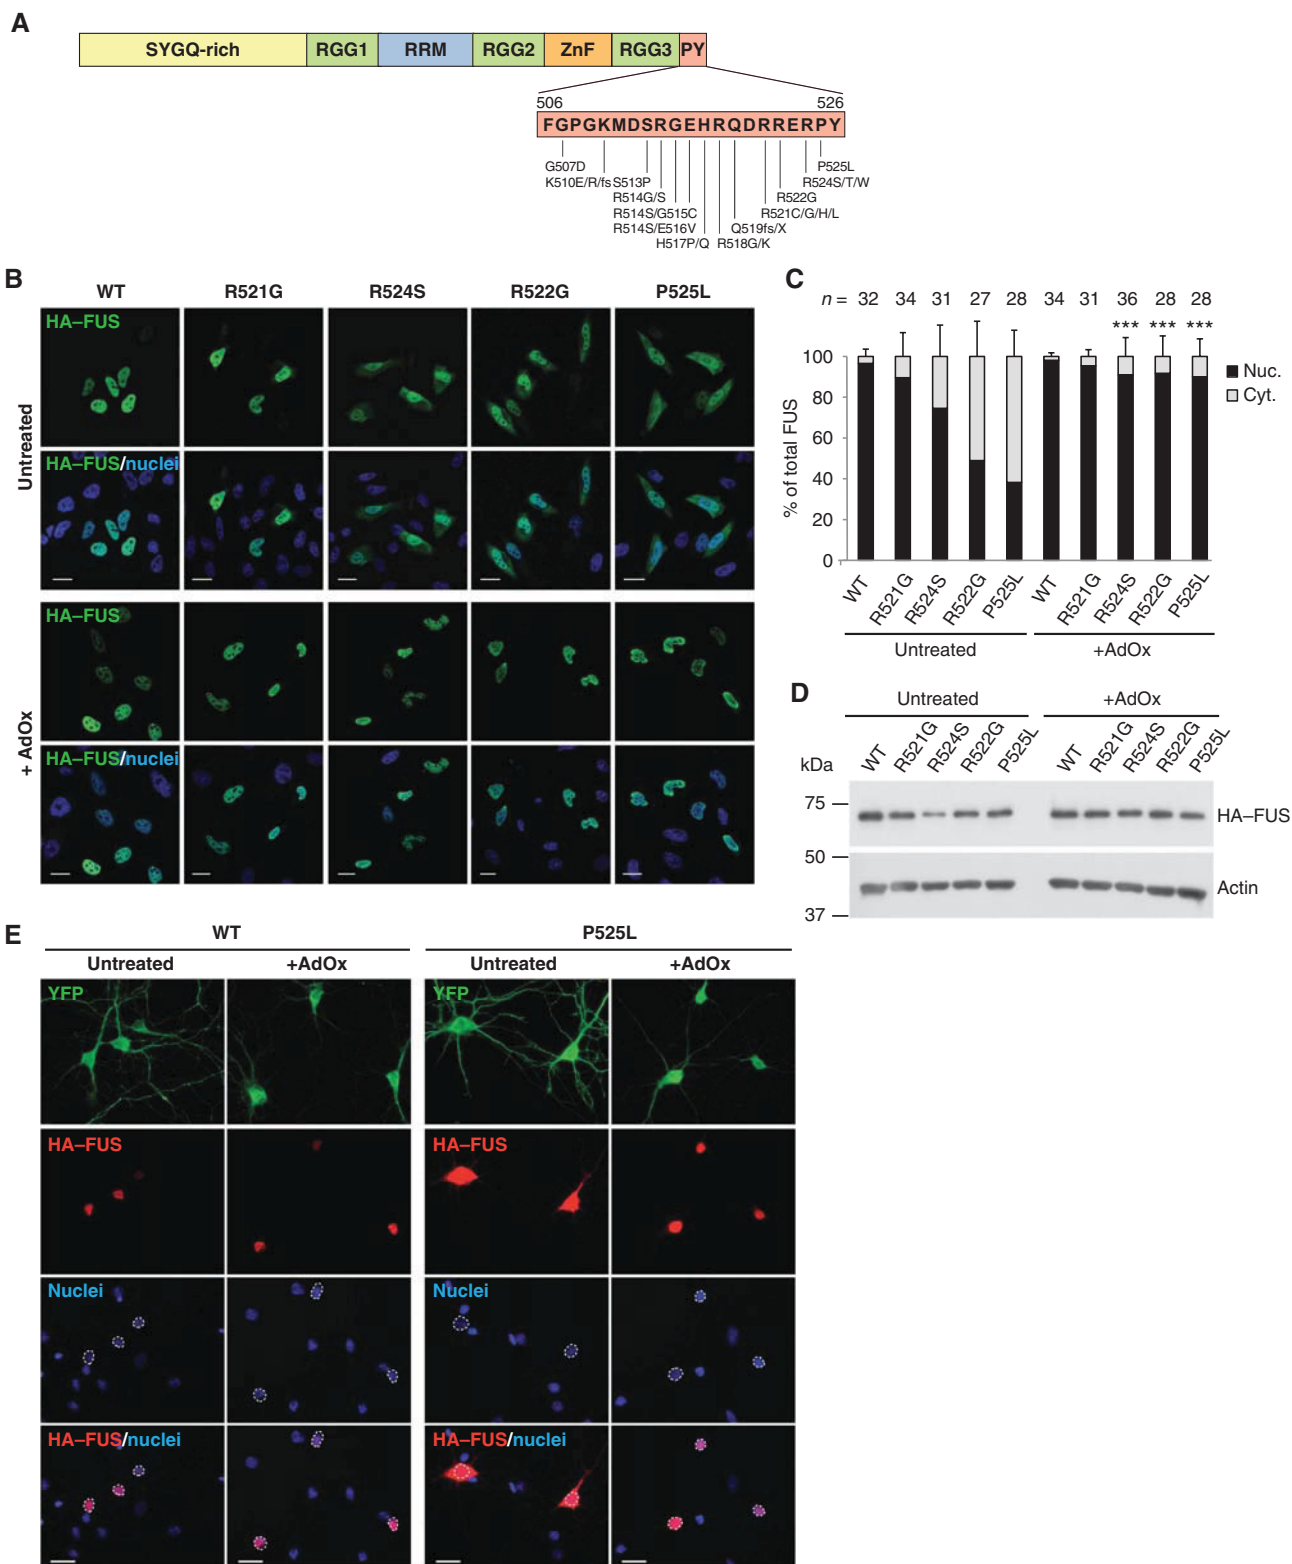 A
SYGQ-rich RGG1 RRM RGG2 ZnF RGG3 PY
506 526
FGPGKMDSRGEHRQDRRERPY
G507D P525L
K510E/R/fs S513P R524S/T/W
R514G/S R522G
R514S/G515C R521C/G/H/L
R514S/E516V Q519fs/X
H517P/Q R518G/K
B
WT R521G R524S R522G P525L
Untreated
HA–FUS
HA–FUS/nuclei
+ AdOx
HA–FUS
HA–FUS/nuclei
C
n = 32 34 31 27 28 34 31 36 28 28
*** *** ***
% of total FUS
100
80
60
40
20
0
Nuc.
Cyt.
WT R521G R524S R522G P525L WT R521G R524S R522G P525L
Untreated +AdOx
D
Untreated +AdOx
kDa WT R521G R524S R522G P525L WT R521G R524S R522G P525L
75 HA–FUS
50
Actin
37
E
WT P525L
Untreated +AdOx Untreated +AdOx
YFP YFP
HA–FUS HA–FUS
Nuclei Nuclei
HA–FUS/nuclei HA–FUS/nuclei